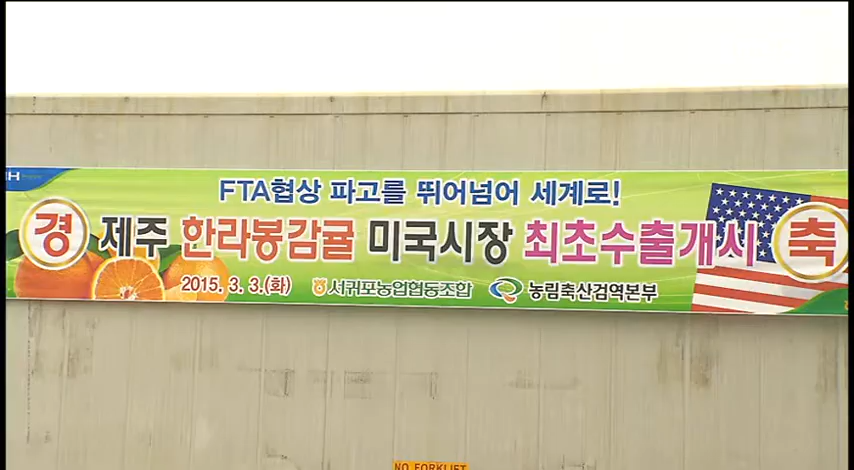 FTA협상 파고를 뛰어넘어 세계로!
경 제주 한라봉감귤 미국시장 최초수출개시 축
2015. 3. 3.(화) 서귀포농업협동조합 농림축산검역본부
NO FORKLIFT